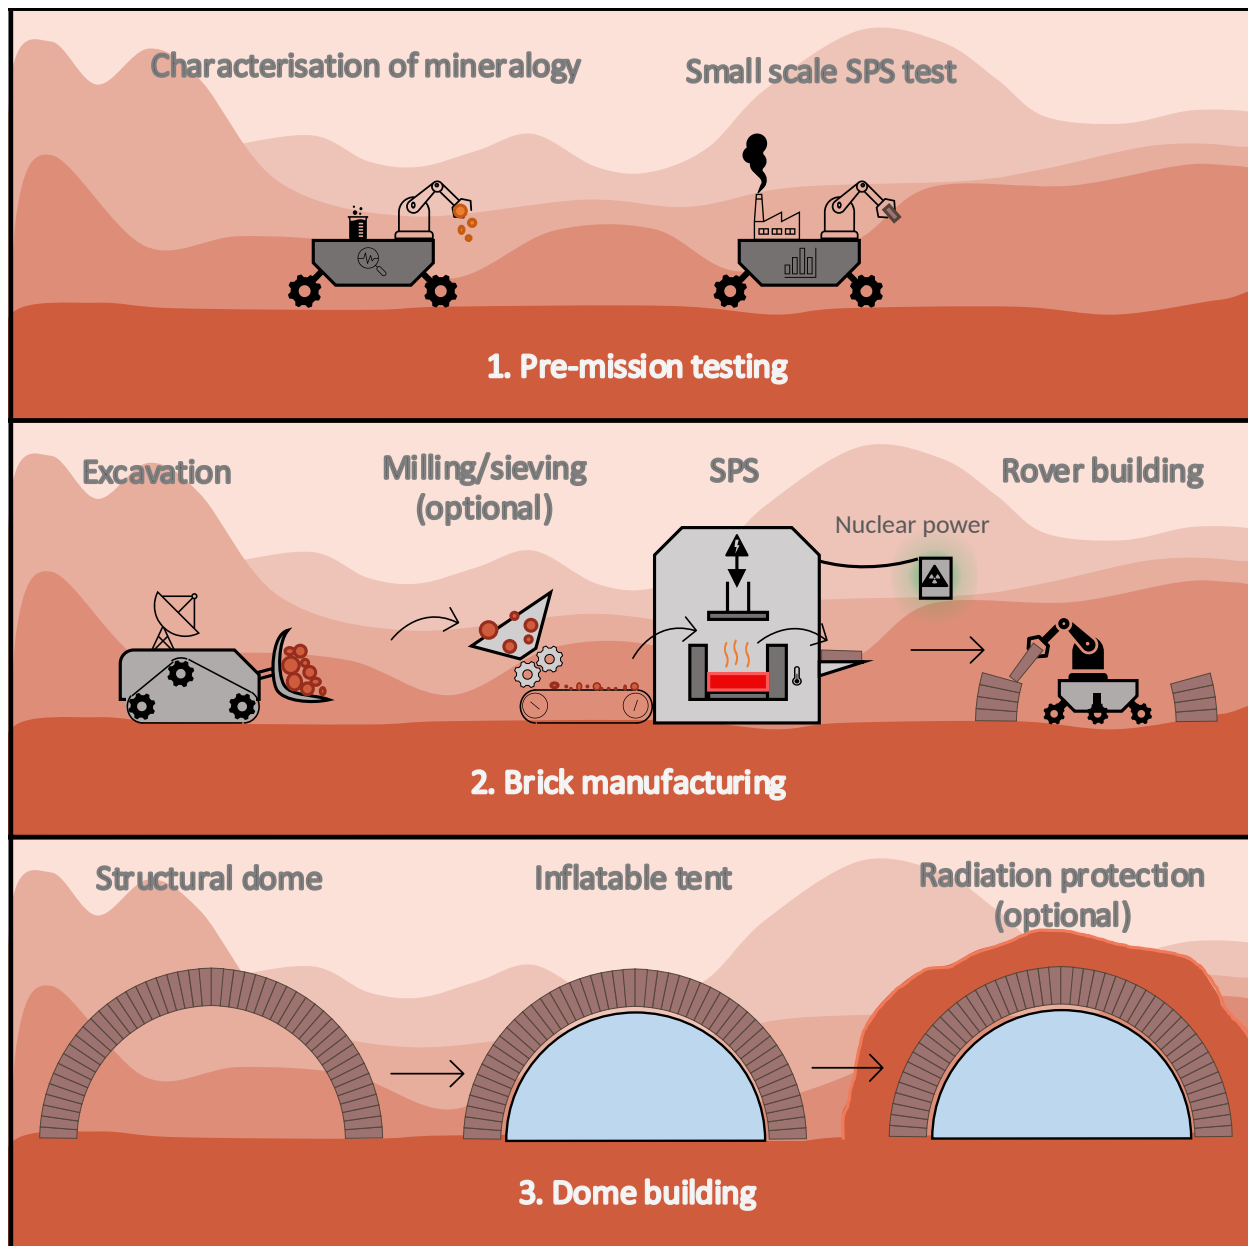 Characterisation of mineralogy
Small scale SPS test
1. Pre-mission testing
Excavation
Milling/sieving
(optional)
SPS
Rover building
Nuclear power
2. Brick manufacturing
Structural dome
Inflatable tent
Radiation protection
(optional)
3. Dome building